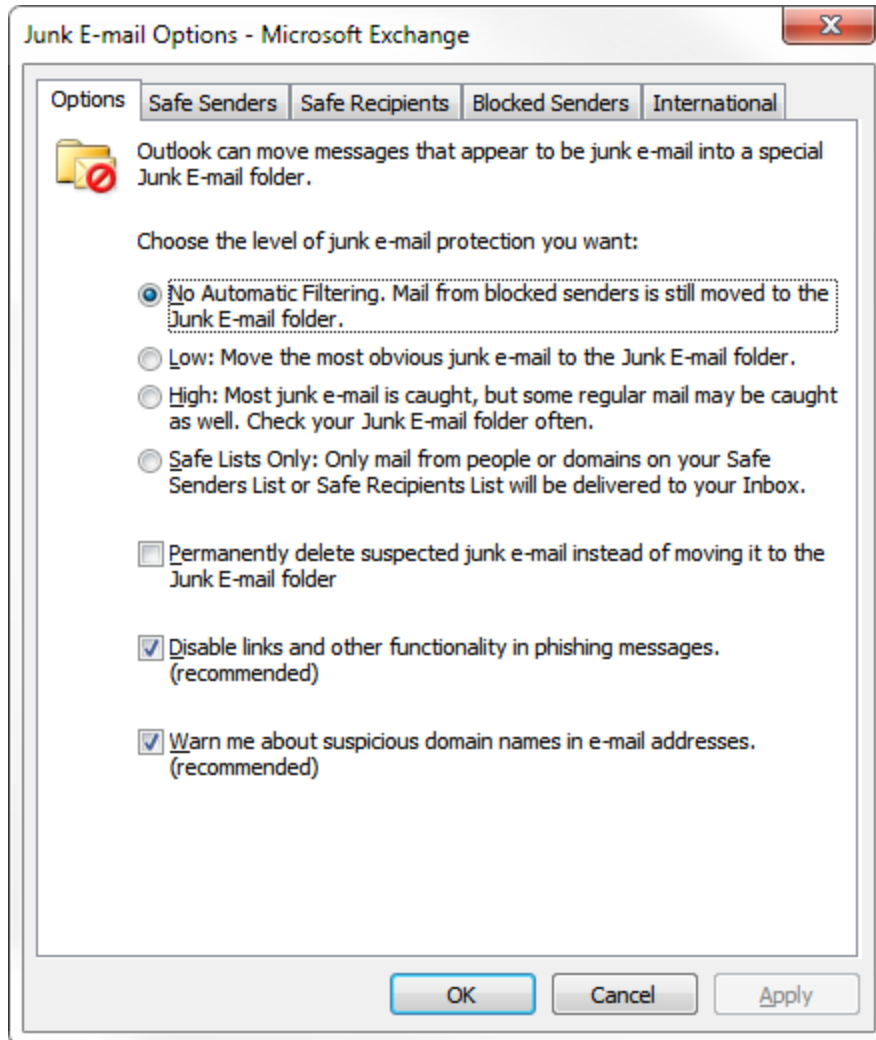 Junk E-mail Options - Microsoft Exchange
X
Options Safe Senders Safe Recipients Blocked Senders International
Outlook can move messages that appear to be junk e-mail into a special
Junk E-mail folder.
Choose the level of junk e-mail protection you want:
No Automatic Filtering. Mail from blocked senders is still moved to the
Junk E-mail folder.
Low: Move the most obvious junk e-mail to the Junk E-mail folder.
High: Most junk e-mail is caught, but some regular mail may be caught
as well. Check your Junk E-mail folder often.
Safe Lists Only: Only mail from people or domains on your Safe
Senders List or Safe Recipients List will be delivered to your Inbox.
Permanently delete suspected junk e-mail instead of moving it to the
Junk E-mail folder
Disable links and other functionality in phishing messages.
(recommended)
Warn me about suspicious domain names in e-mail addresses.
(recommended)
OK Cancel Apply